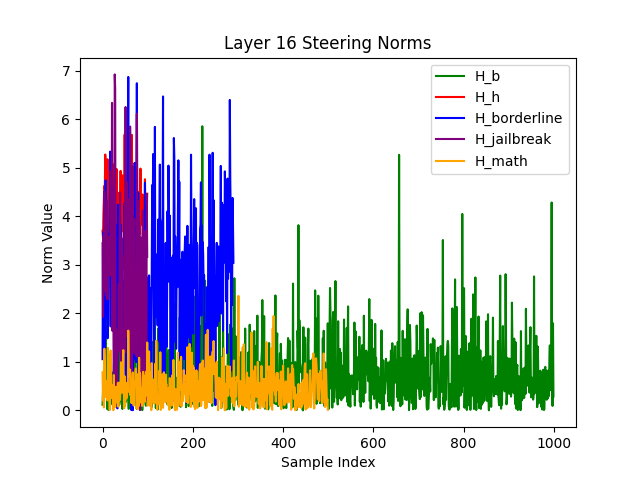 Layer 16 Steering Norms
H_b
H_h
H_borderline
H_jailbreak
H_math
Norm Value
7
6
5
4
3
2
1
0
0
200
400
600
800
1000
Sample Index